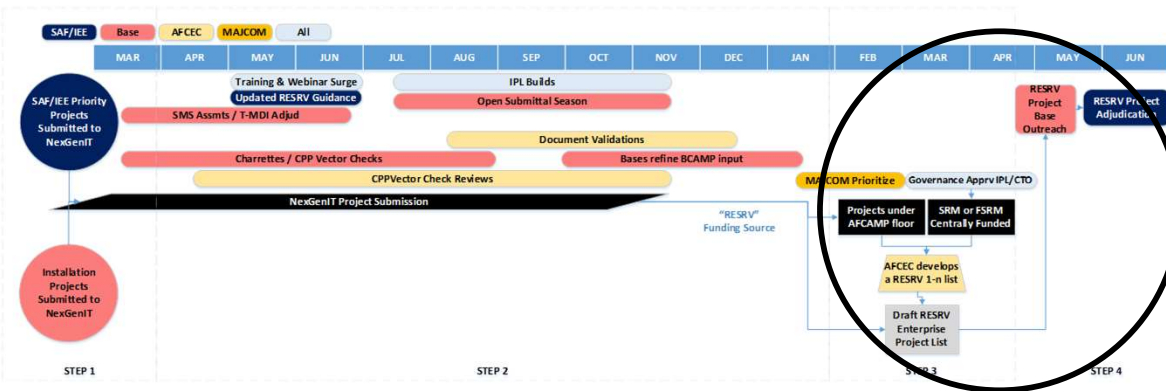 SAF/IEE Base AFCEC MAJCOM All
MAR APR MAY JUN JUL AUG SEP OCT NOV DEC JAN FEB MAR APR MAY JUN
SAF/IEE Priority
Projects
Submitted to
NexGenIT
Training & Webinar Surge
Updated RESRV Guidance
SMS Assmts / T-MDI Adjud
IPL Builds
Open Submittal Season
Document Validations
Charrettes / CPP Vector Checks
Bases refine BCAMP input
CPPVector Check Reviews
NexGenIT Project Submission
"RESRV"
Funding Source
MAJCOM Prioritize
Governance Apprv IPL/CTO
Projects under
AFCAMP floor
SRM or FSRM
Centrally Funded
AFCEC develops
a RESRV 1-n list
Draft RESRV
Enterprise
Project List
RESRV
Project
Base
Outreach
RESRV Project
Adjudication
Installation
Projects
Submitted to
NexGenIT
STEP 1 STEP 2 STEP 3 STEP 4